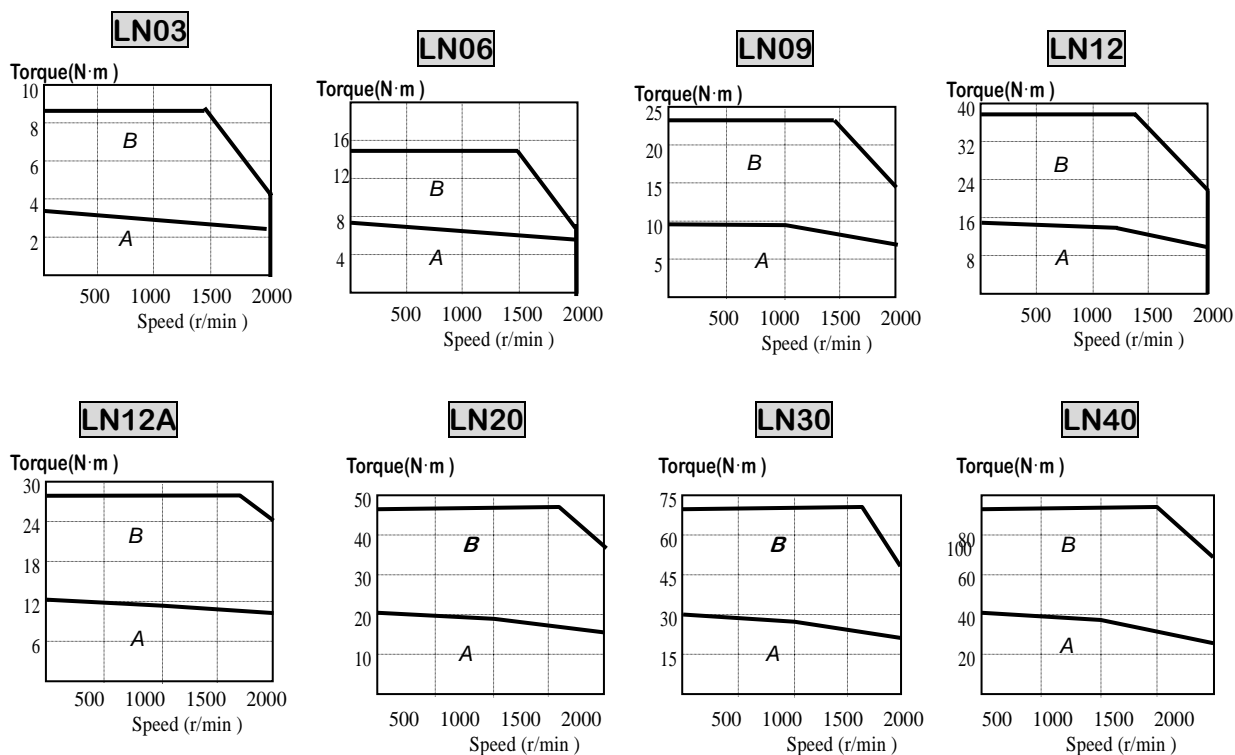 LN03
Torque(N·m )
10
8
6
4
2
B
A
500 1000 1500 2000
Speed (r/min )
LN06
Torque(N·m )
16
12
8
4
B
A
500 1000 1500 2000
Speed (r/min )
LN09
Torque(N·m )
25
20
15
10
5
B
A
500 1000 1500 2000
Speed (r/min )
LN12
Torque(N·m )
40
32
24
16
8
B
A
500 1000 1500 2000
Speed (r/min )
LN12A
Torque(N·m )
30
24
18
12
6
B
A
500 1000 1500 2000
Speed (r/min )
LN20
Torque(N·m )
50
40
30
20
10
B
A
500 1000 1500 2000
Speed (r/min )
LN30
Torque(N·m )
75
60
45
30
15
B
A
500 1000 1500 2000
Speed (r/min )
LN40
Torque(N·m )
80
100
60
40
20
B
A
500 1000 1500 2000
Speed (r/min )